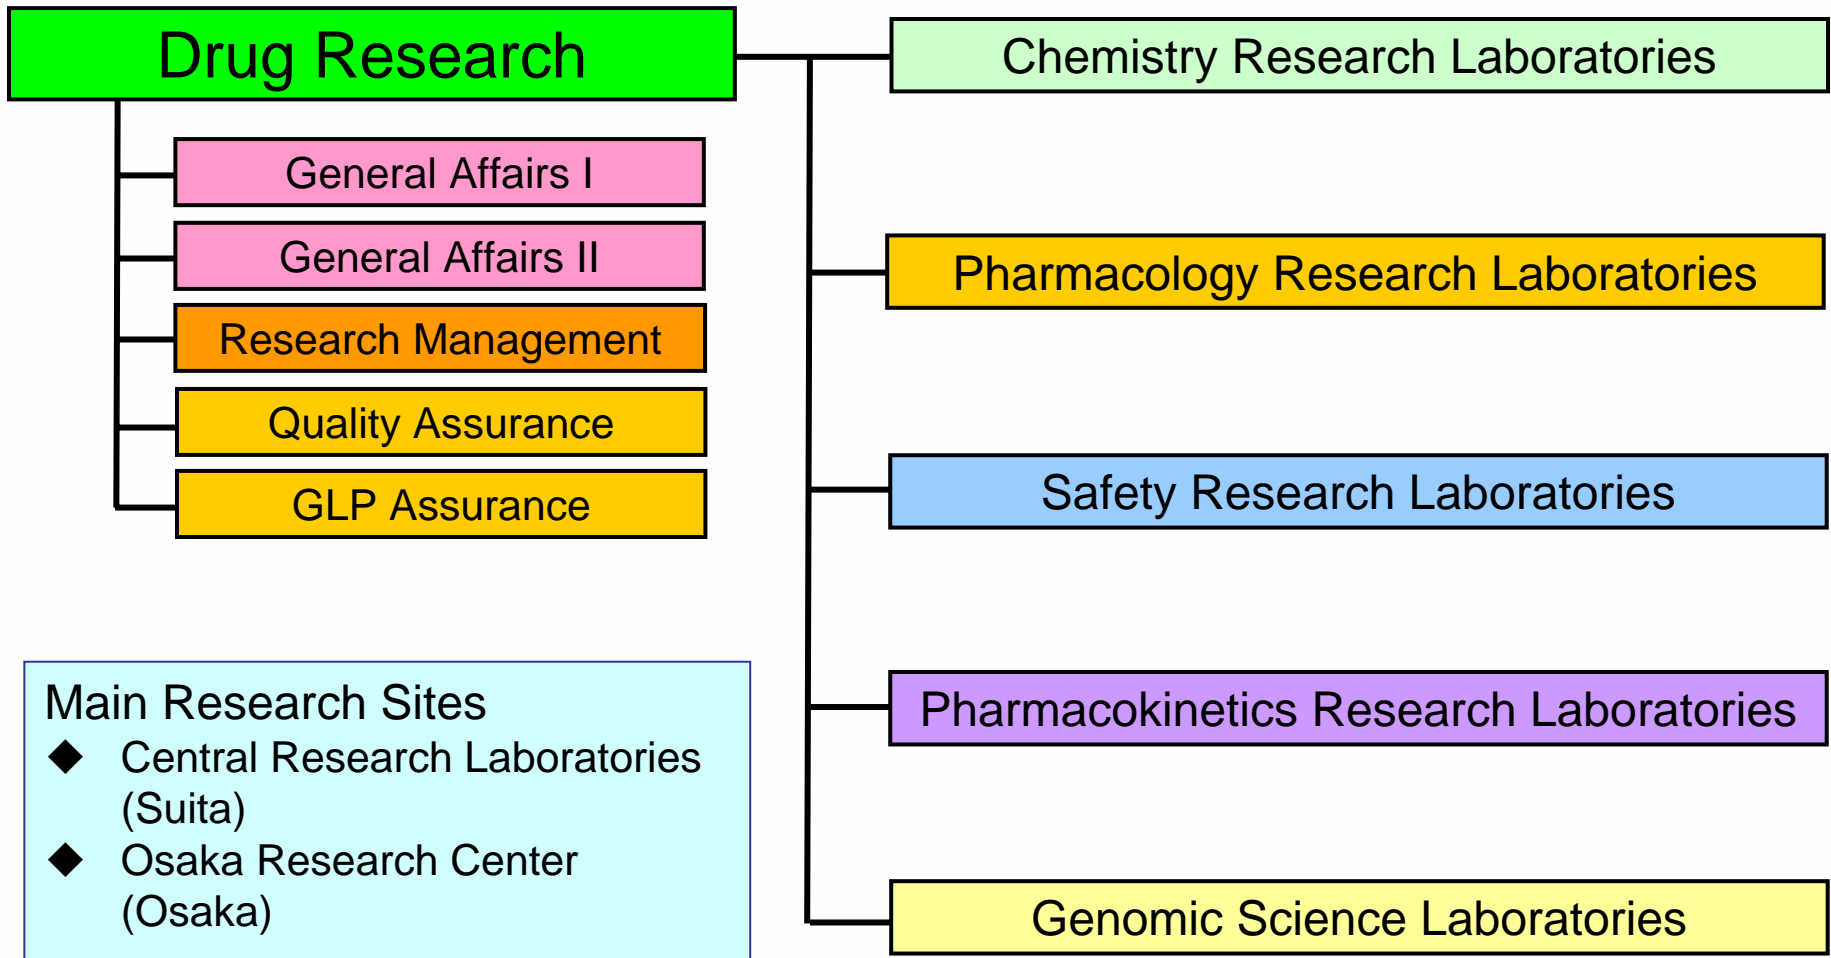 Drug Research
General Affairs I
General Affairs II
Research Management
Quality Assurance
GLP Assurance
Main Research Sites
◆ Central Research Laboratories
(Suita)
◆ Osaka Research Center
(Osaka)
Chemistry Research Laboratories
Pharmacology Research Laboratories
Safety Research Laboratories
Pharmacokinetics Research Laboratories
Genomic Science Laboratories